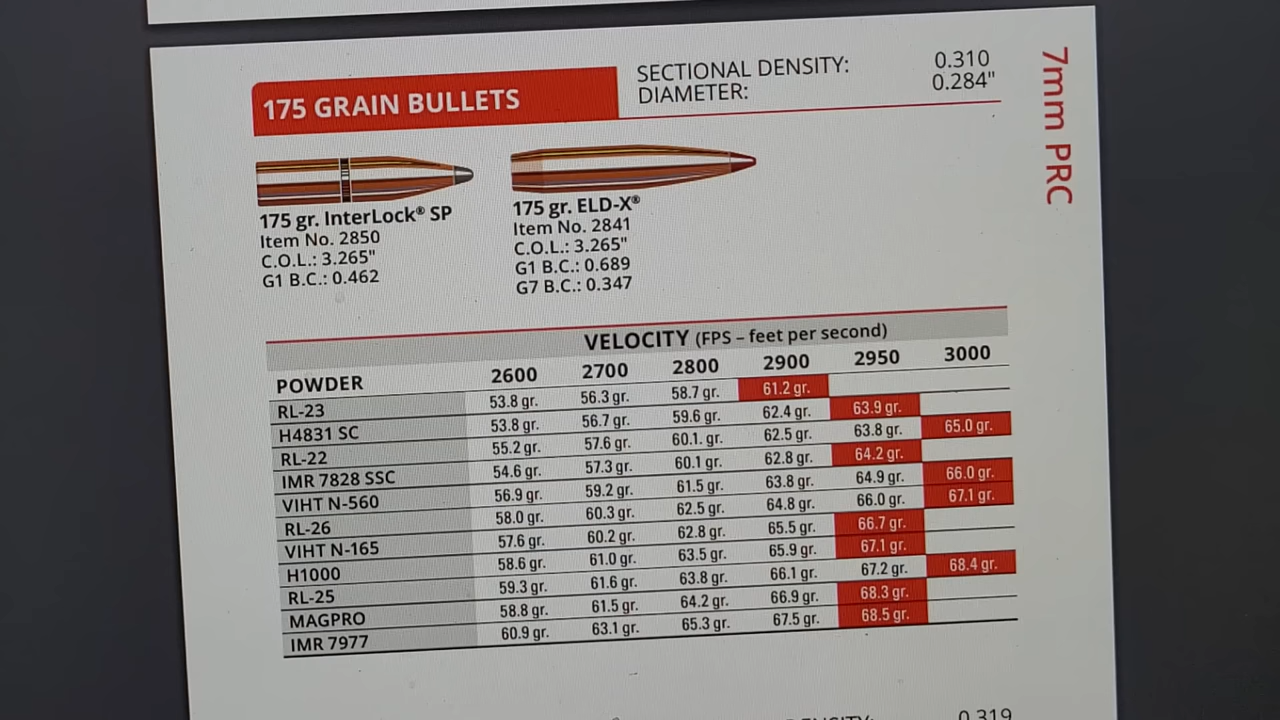 175 GRAIN BULLETS
SECTIONAL DENSITY: 0.310
DIAMETER: 0.284"
7mm PRC
175 gr. InterLock® SP
Item No. 2850
C.O.L.: 3.265"
G1 B.C.: 0.462
175 gr. ELD-X®
Item No. 2841
C.O.L.: 3.265"
G1 B.C.: 0.689
G7 B.C.: 0.347
VELOCITY (FPS – feet per second)
POWDER 2600 2700 2800 2900 2950 3000
RL-23 53.8 gr. 56.3 gr. 58.7 gr. 61.2 gr.
H4831 SC 53.8 gr. 56.7 gr. 59.6 gr. 62.4 gr. 63.9 gr.
RL-22 55.2 gr. 57.6 gr. 60.1. gr. 62.5 gr. 63.8 gr. 65.0 gr.
IMR 7828 SSC 54.6 gr. 57.3 gr. 60.1 gr. 62.8 gr. 64.2 gr.
VIHT N-560 56.9 gr. 59.2 gr. 61.5 gr. 63.8 gr. 64.9 gr. 66.0 gr.
RL-26 58.0 gr. 60.3 gr. 62.5 gr. 64.8 gr. 66.0 gr. 67.1 gr.
VIHT N-165 57.6 gr. 60.2 gr. 62.8 gr. 65.5 gr. 66.7 gr.
H1000 58.6 gr. 61.0 gr. 63.5 gr. 65.9 gr. 67.1 gr.
RL-25 59.3 gr. 61.6 gr. 63.8 gr. 66.1 gr. 67.2 gr. 68.4 gr.
MAGPRO 58.8 gr. 61.5 gr. 64.2 gr. 66.9 gr. 68.3 gr.
IMR 7977 60.9 gr. 63.1 gr. 65.3 gr. 67.5 gr. 68.5 gr.
0.319